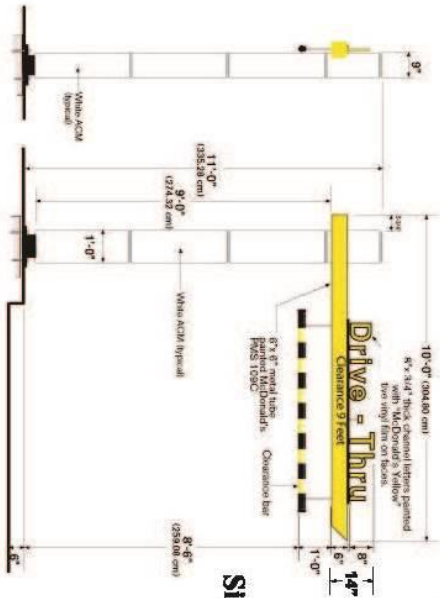 10'-0" (304.80 cm)
8"x 3/4" thick channel letters painted
with "McDonald's Yellow"
tive vinyl film on faces.
Drive - Thru
Clearance 9 Feet
8"
14"
6"
1'-0"
6"x 6" metal tube
painted McDonald's
PMS 109C
Clearance bar
9"
11'-0"
(335.28 cm)
9'-0"
(274.32 cm)
8'-6"
(259.08 cm)
White ACM
(typical)
1'-0"
White ACM (typical)
6"
Si